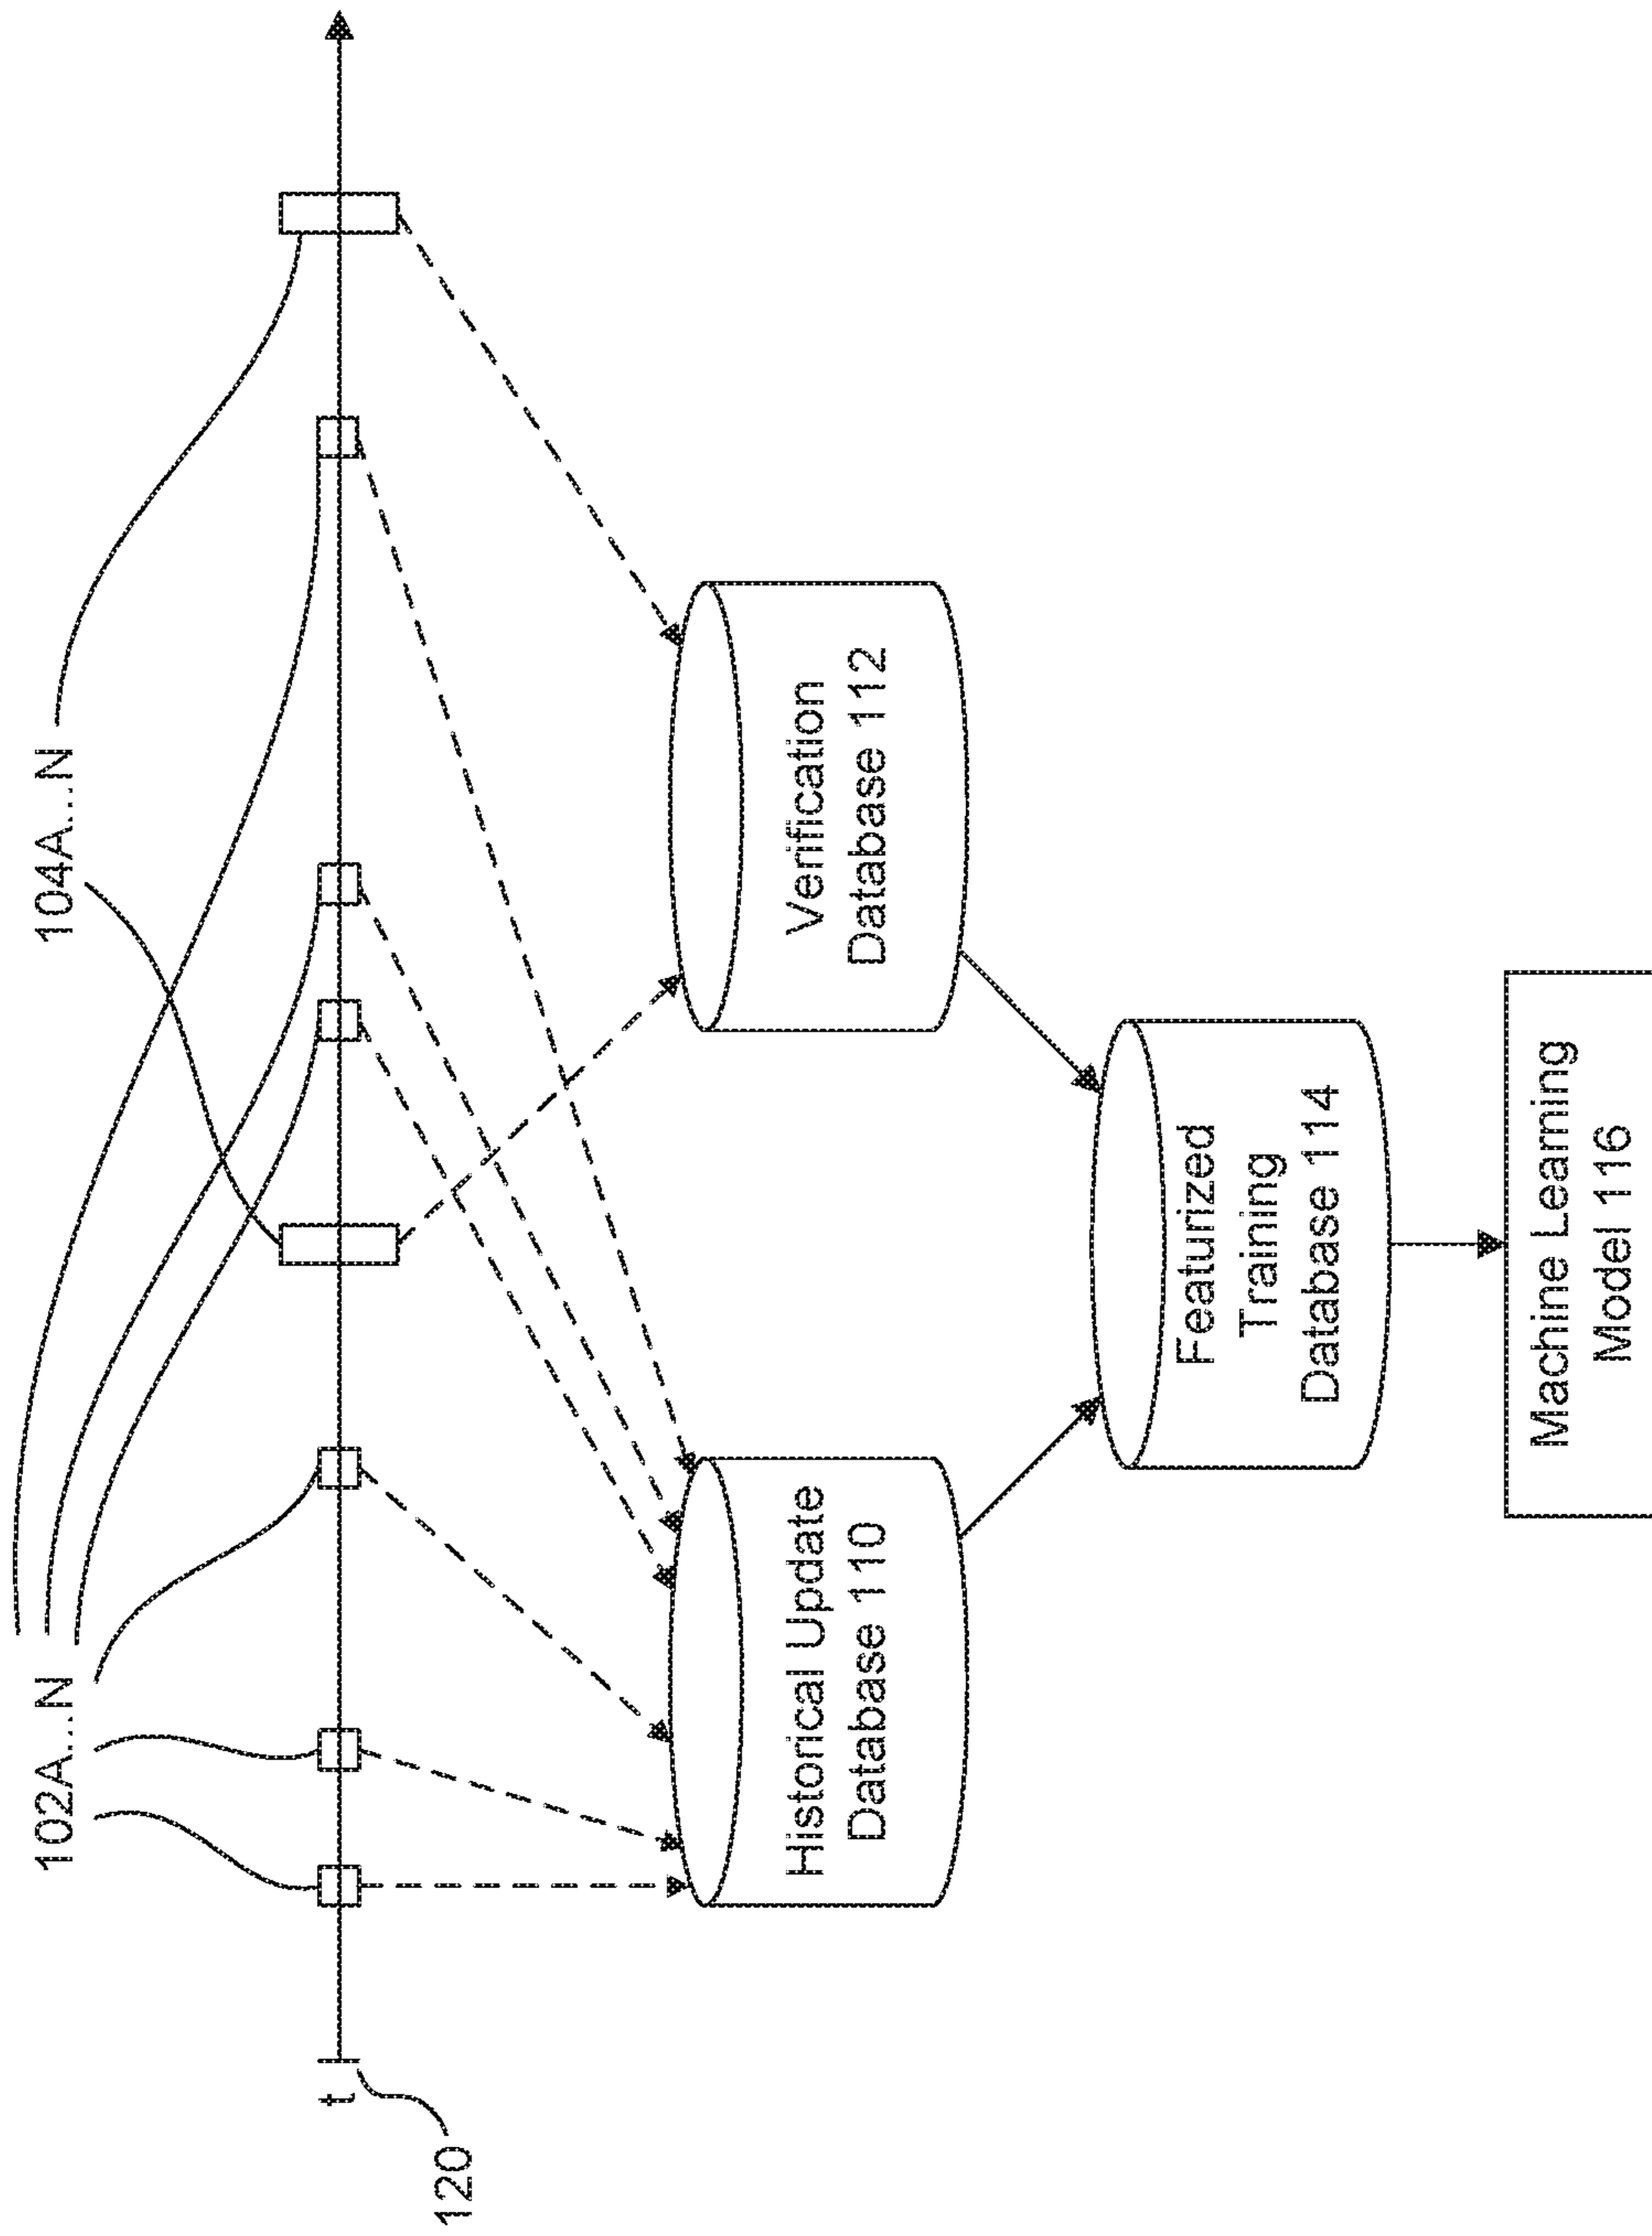 102A...N
104A...N
t
120
Historical Update
Database 110
Verification
Database 112
Featurized
Training
Database 114
Machine Learning
Model 116